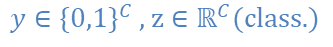 y ∈ {0,1}^C , z ∈ ℝ^C (class.)